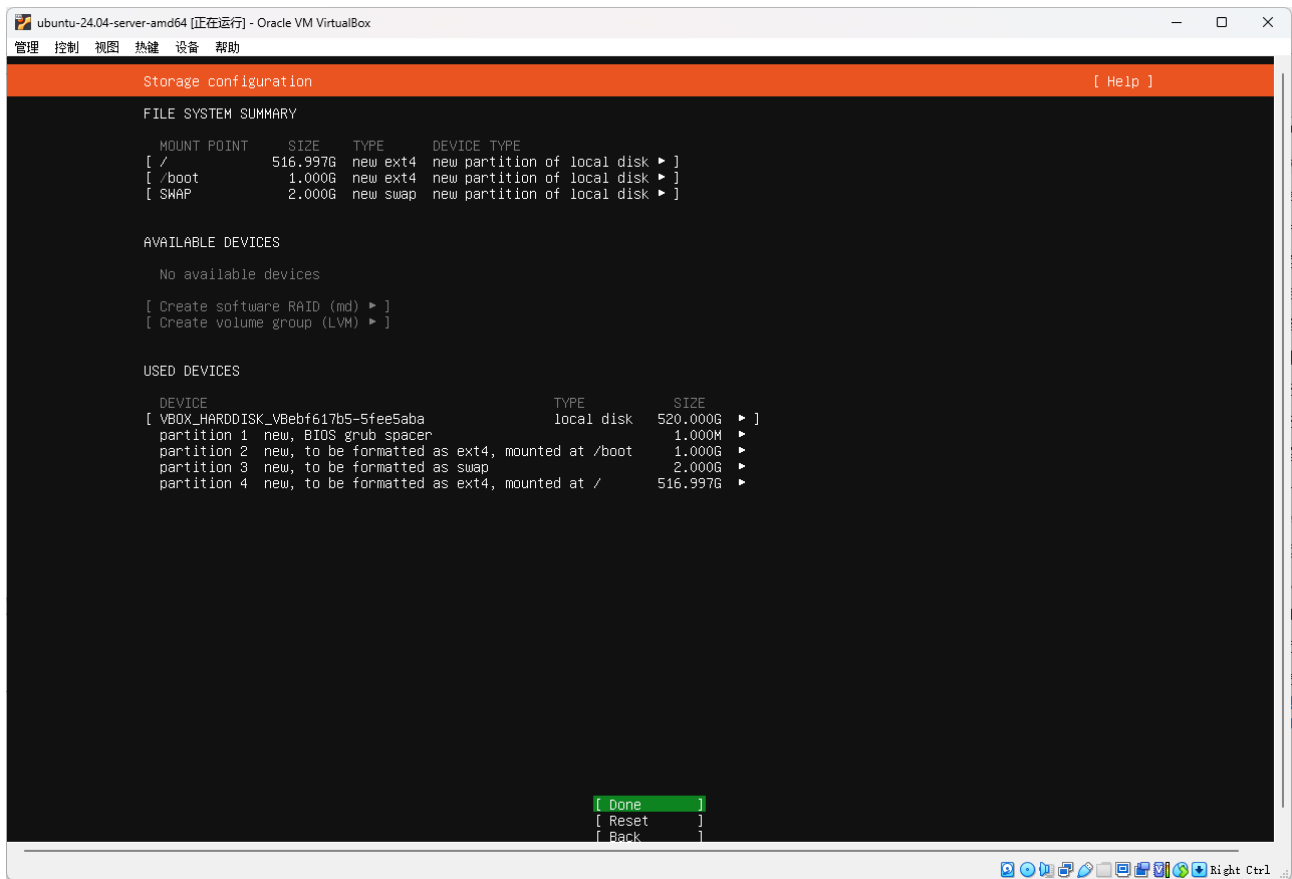 ubuntu-24.04-server-amd64 [正在运行] - Oracle VM VirtualBox
管理 控制 视图 热键 设备 帮助
Storage configuration [ Help ]
FILE SYSTEM SUMMARY
MOUNT POINT SIZE TYPE DEVICE TYPE
[ / 516.997G new ext4 new partition of local disk ▸ ]
[ /boot 1.000G new ext4 new partition of local disk ▸ ]
[ SWAP 2.000G new swap new partition of local disk ▸ ]
AVAILABLE DEVICES
No available devices
[ Create software RAID (md) ▸ ]
[ Create volume group (LVM) ▸ ]
USED DEVICES
DEVICE TYPE SIZE
[ VBOX_HARDDISK_VBebf617b5-5fee5aba local disk 520.000G ▸ ]
partition 1 new, BIOS grub spacer 1.000M ▸
partition 2 new, to be formatted as ext4, mounted at /boot 1.000G ▸
partition 3 new, to be formatted as swap 2.000G ▸
partition 4 new, to be formatted as ext4, mounted at / 516.997G ▸
[ Done ]
[ Reset ]
[ Back ]
Right Ctrl